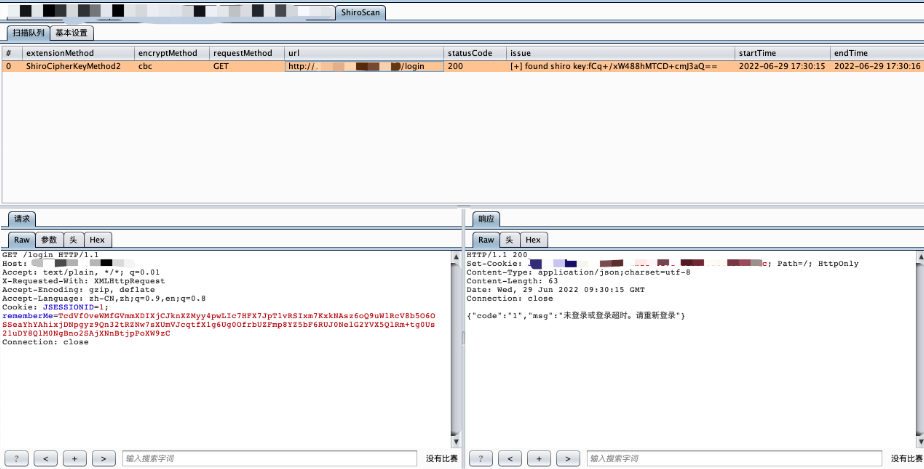 ShiroScan
扫描队列 基本设置
# extensionMethod encryptMethod requestMethod url statusCode issue startTime endTime
0 ShiroCipherKeyMethod2 cbc GET http:// /login 200 [+] found shiro key:fCq+/xW488hMTCD+cmJ3aQ== 2022-06-29 17:30:15 2022-06-29 17:30:16
请求
Raw 参数 头 Hex
GET /login HTTP/1.1
Host:
Accept: text/plain, */*; q=0.01
X-Requested-With: XMLHttpRequest
Accept-Encoding: gzip, deflate
Accept-Language: zh-CN,zh;q=0.9,en;q=0.8
Cookie: JSESSIONID=1;
Connection: close
? < + > 输入搜索字词 没有比赛
响应
Raw 头 Hex
HTTP/1.1 200
Set-Cookie: ; Path=/; HttpOnly
Content-Type: application/json;charset=utf-8
Content-Length: 63
Date: Wed, 29 Jun 2022 09:30:15 GMT
Connection: close
{"code":"1","msg":"未登录或登录超时。请重新登录"}
? < + > 输入搜索字词 没有比赛